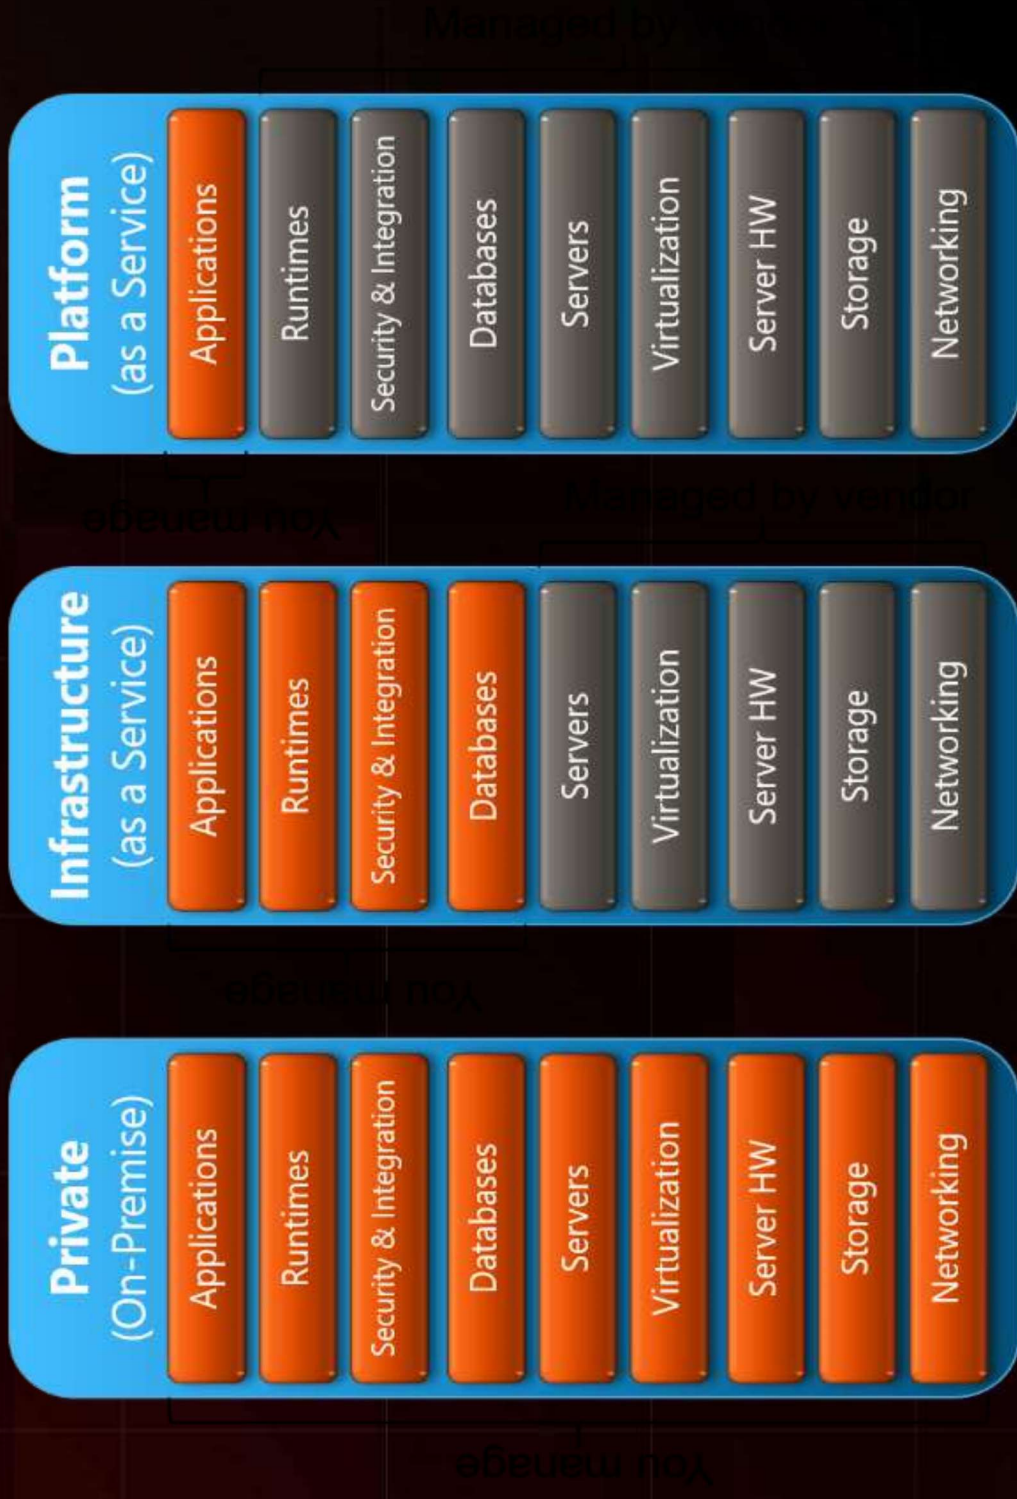 You manage
Private
(On-Premise)
Applications
Runtimes
Security & Integration
Databases
Servers
Virtualization
Server HW
Storage
Networking
You manage
Infrastructure
(as a Service)
Applications
Runtimes
Security & Integration
Databases
Servers
Virtualization
Server HW
Storage
Networking
Managed by vendor
You manage
Platform
(as a Service)
Applications
Runtimes
Security & Integration
Databases
Servers
Virtualization
Server HW
Storage
Networking
Managed by